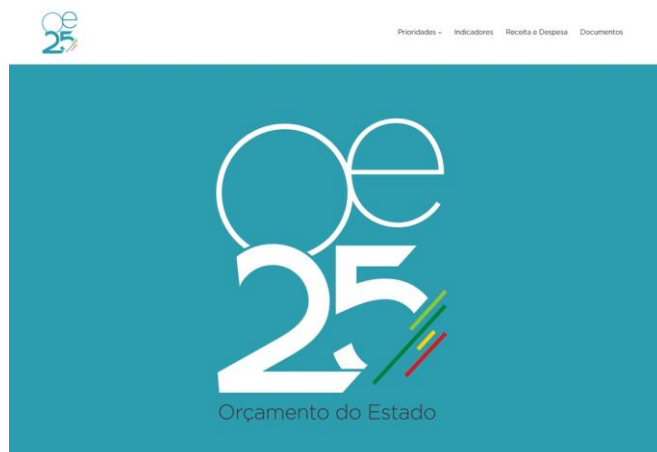 oe
25
Prioridades Indicadores Receita e Despesa Documentos
oe
25
Orçamento do Estado